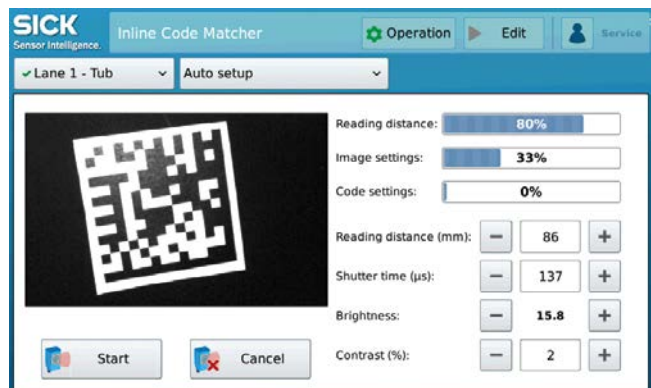 SICK
Sensor Intelligence.
Inline Code Matcher
Operation
Edit
Service
Lane 1 - Tub
Auto setup
Reading distance: 80%
Image settings: 33%
Code settings: 0%
Reading distance (mm): − 86 +
Shutter time (µs): − 137 +
Brightness: − 15.8 +
Contrast (%): − 2 +
Start
Cancel